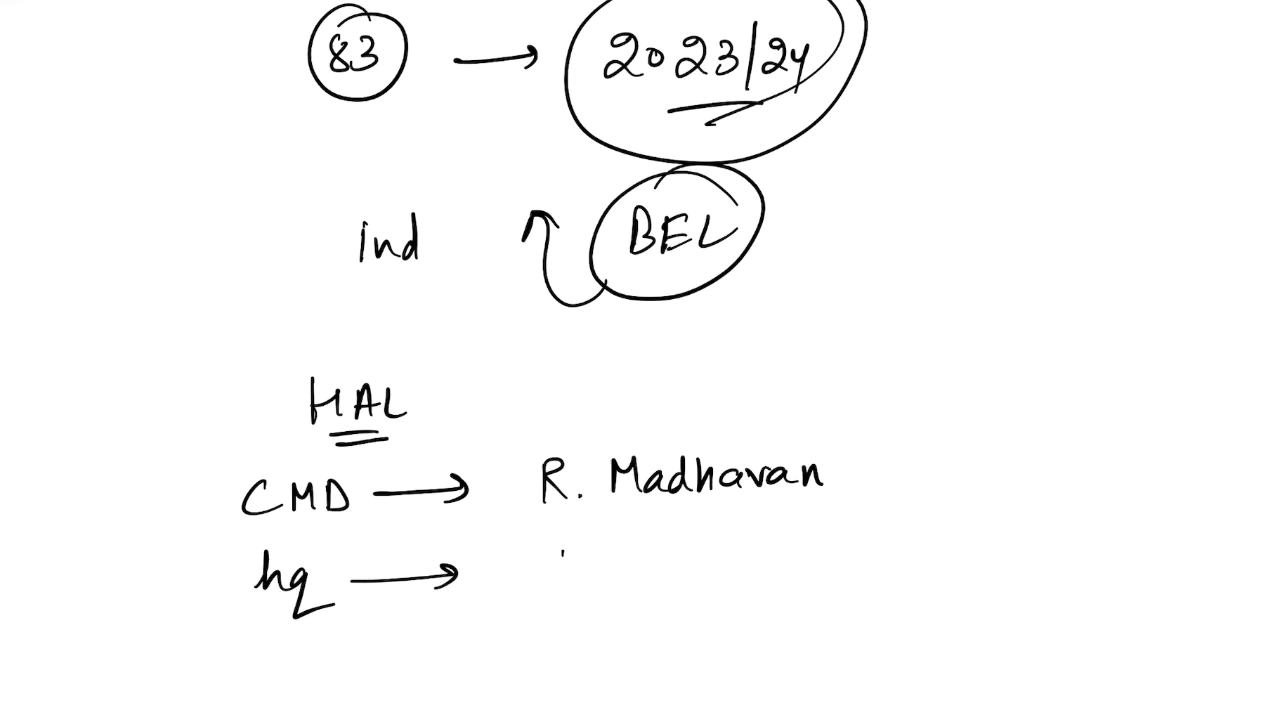 83 → 2023/24
ind BEL
HAL
CMD → R. Madhavan
hq →